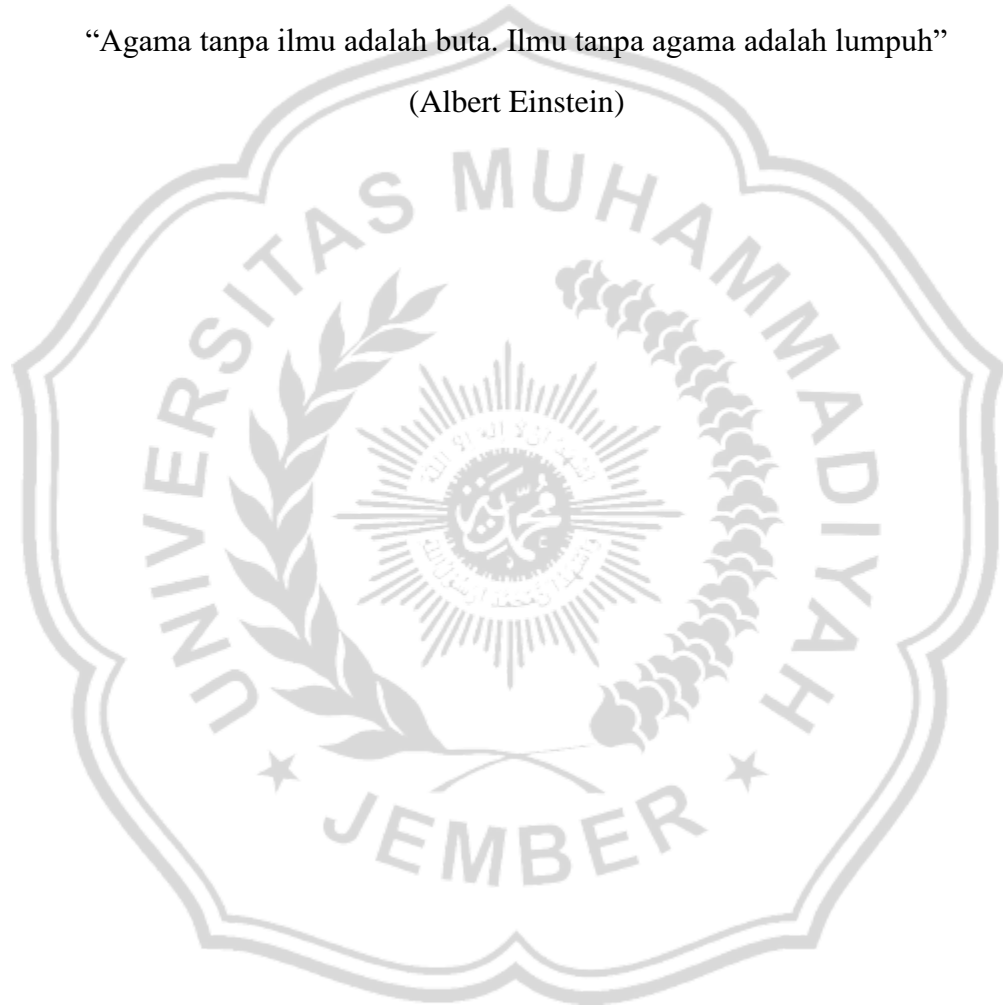 “Agama tanpa ilmu adalah buta. Ilmu tanpa agama adalah lumpuh”
(Albert Einstein)
UNIVERSITAS MUHAMMADIYAH
JEMBER